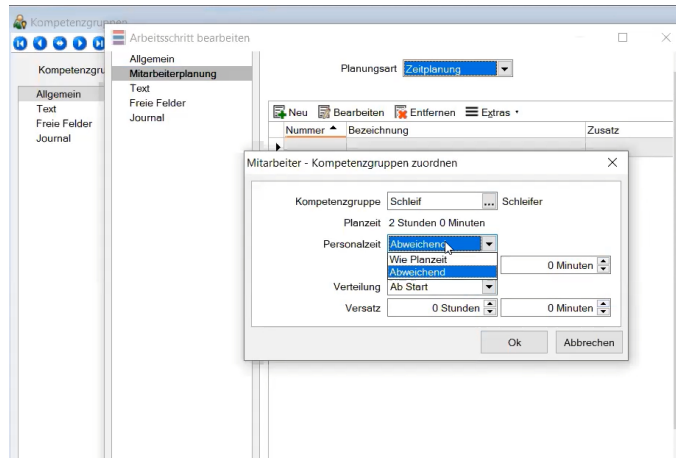 Kompetenzgruppen
Arbeitsschritt bearbeiten
Kompetenzgru
Allgemein
Text
Freie Felder
Journal
Allgemein
Mitarbeiterplanung
Text
Freie Felder
Journal
Planungsart Zeitplanung
Neu Bearbeiten Entfernen Extras
Nummer Bezeichnung Zusatz
Mitarbeiter - Kompetenzgruppen zuordnen
Kompetenzgruppe Schleif ... Schleifer
Planzeit 2 Stunden 0 Minuten
Personalzeit Abweichend
Wie Planzeit
Abweichend
0 Minuten
Verteilung Ab Start
Versatz 0 Stunden 0 Minuten
Ok Abbrechen